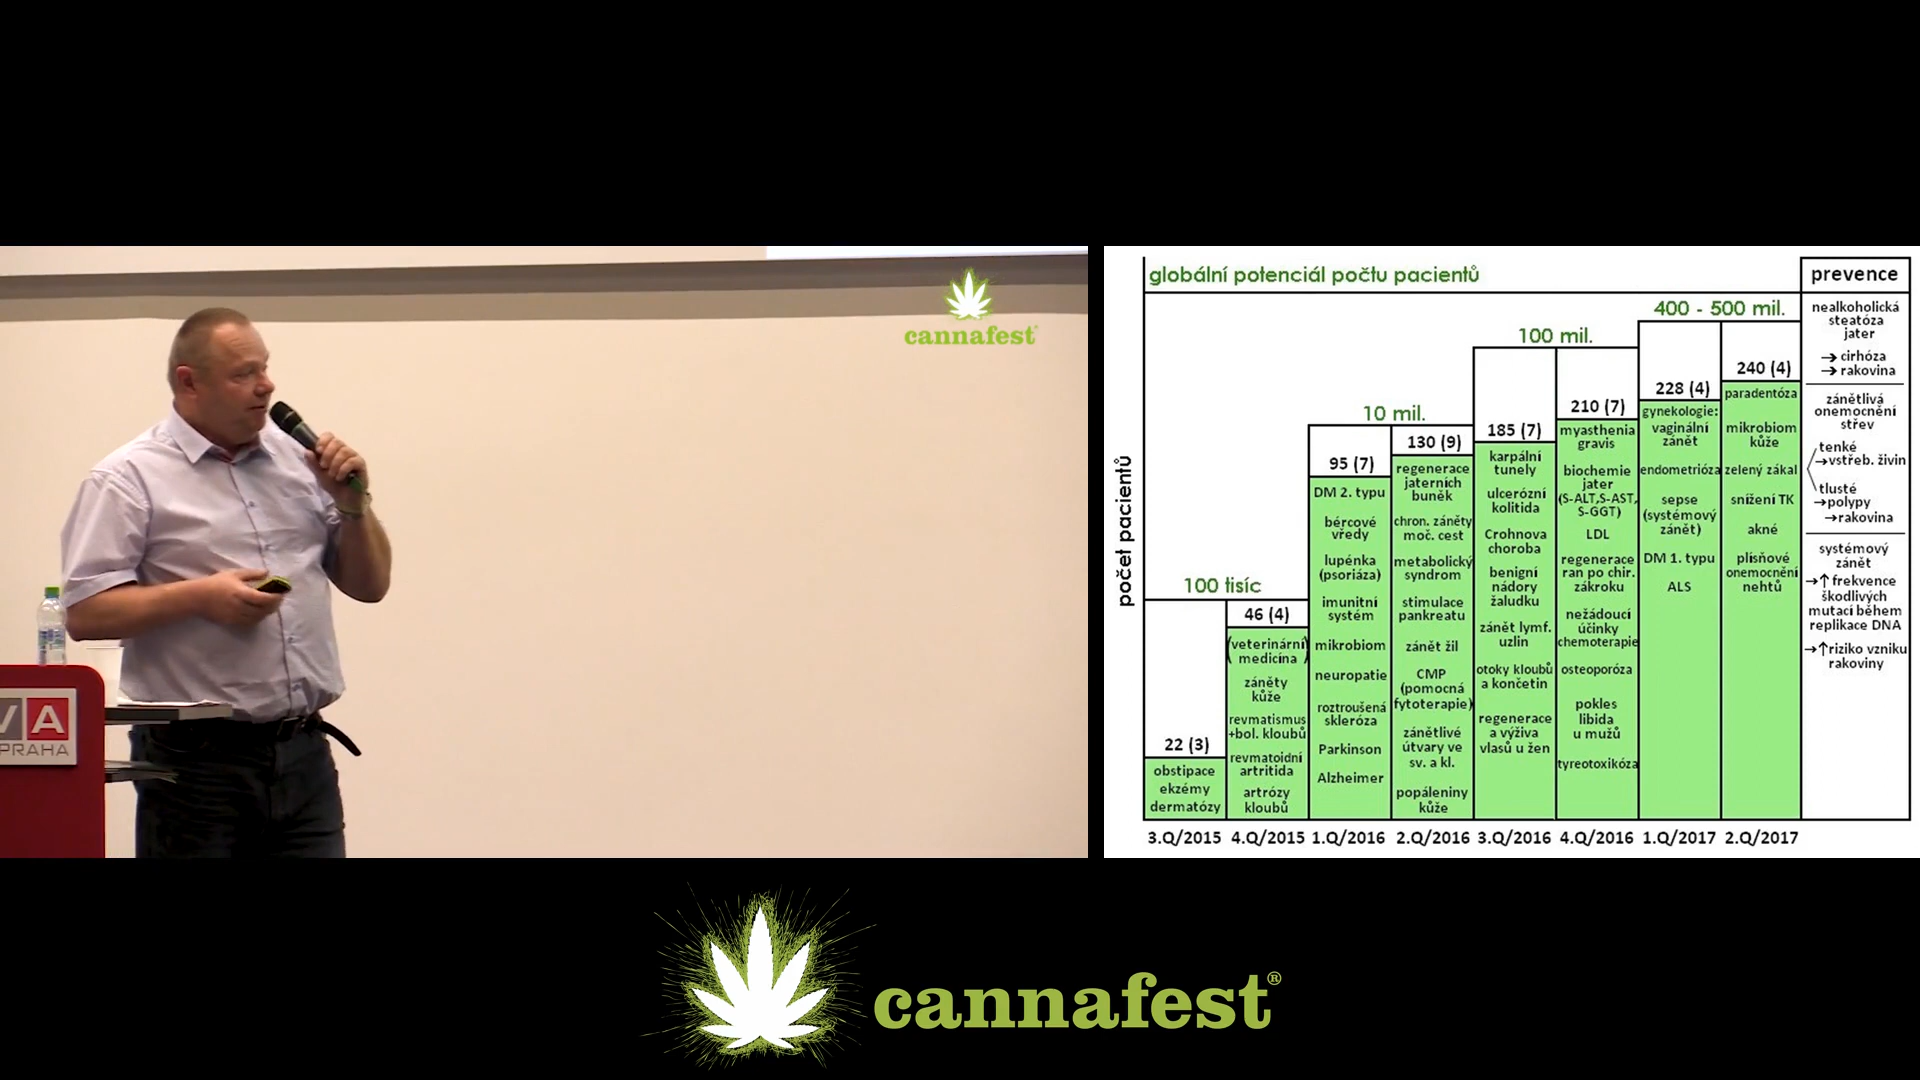 cannafest
VA
PRAHA
globální potenciál počtu pacientů
prevence
počet pacientů
100 tisíc
10 mil.
100 mil.
400 - 500 mil.
22 (3)
obstipace
ekzémy
dermatózy
46 (4)
(veterinární
medicína)
záněty
kůže
revmatismus
+bol. kloubů
revmatoidní
artritida
artrózy
kloubů
95 (7)
DM 2. typu
bércové
vředy
lupénka
(psoriáza)
imunitní
systém
mikrobiom
neuropatie
roztroušená
skleróza
Parkinson
Alzheimer
130 (9)
regenerace
jaterních
buněk
chron. záněty
moč. cest
metabolický
syndrom
stimulace
pankreatu
zánět žil
CMP
(pomocná
fytoterapie)
zánětlivé
útvary ve
sv. a kl.
popáleniny
kůže
185 (7)
karpální
tunely
ulcerózní
kolitida
Crohnova
choroba
benigní
nádory
žaludku
zánět lymf.
uzlin
otoky kloubů
a končetin
regenerace
a výživa
vlasů u žen
210 (7)
myasthenia
gravis
biochemie
jater
(S-ALT,S-AST,
S-GGT)
LDL
regenerace
ran po chir.
zákroku
nežádoucí
účinky
chemoterapie
osteoporóza
pokles
libida
u mužů
tyreotoxikóza
228 (4)
gynekologie:
vaginální
zánět
endometrióza
sepse
(systémový
zánět)
DM 1. typu
ALS
240 (4)
paradentóza
mikrobiom
kůže
zelený zákal
snížení TK
akné
plísňové
onemocnění
nehtů
nealkoholická
steatóza
jater
→ cirhóza
→ rakovina
zánětlivá
onemocnění
střev
tenké
→vstřeb. živin
tlusté
→polypy
→rakovina
systémový
zánět
→↑frekvence
škodlivých
mutací během
replikace DNA
→↑riziko vzniku
rakoviny
3.Q/2015 4.Q/2015 1.Q/2016 2.Q/2016 3.Q/2016 4.Q/2016 1.Q/2017 2.Q/2017
cannafest®